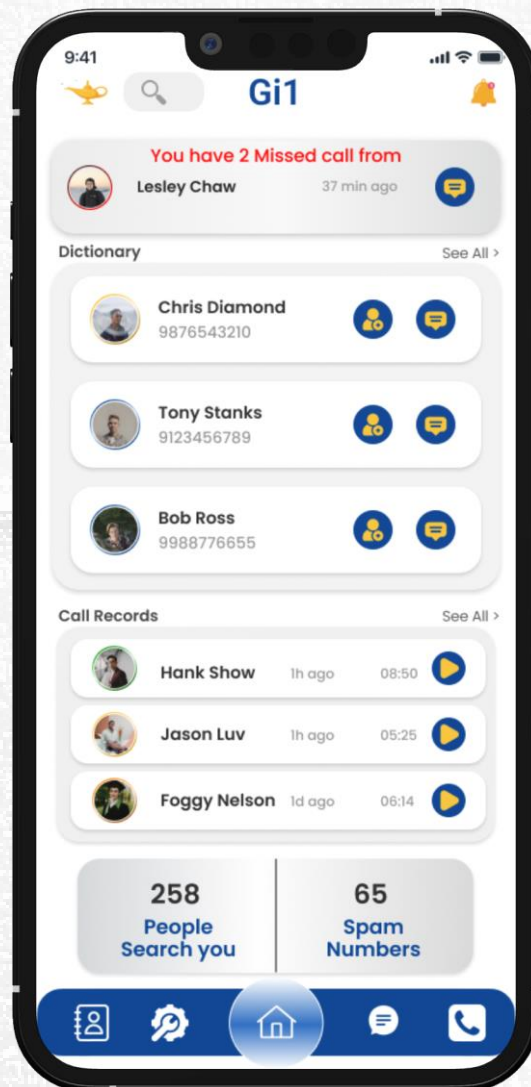 9:41
Gi1
You have 2 Missed call from
Lesley Chaw 37 min ago
Dictionary See All >
Chris Diamond
9876543210
Tony Stanks
9123456789
Bob Ross
9988776655
Call Records See All >
Hank Show 1h ago 08:50
Jason Luv 1h ago 05:25
Foggy Nelson 1d ago 06:14
258 65
People Spam
Search you Numbers